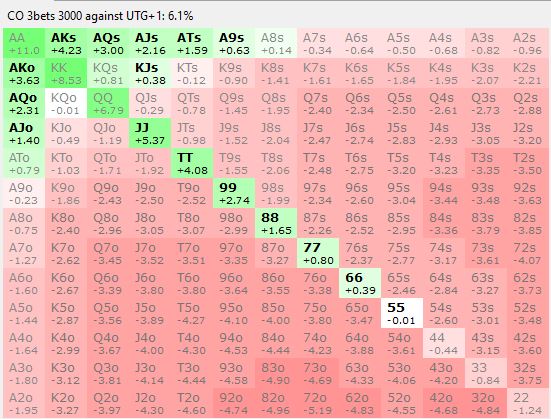 CO 3bets 3000 against UTG+1: 6.1%
AA AKs AQs AJs ATs A9s A8s A7s A6s A5s A4s A3s A2s
+11.0 +4.23 +3.00 +2.16 +1.59 +0.63 +0.14 -0.34 -0.64 -0.50 -0.68 -0.82 -0.96
AKo KK KQs KJs KTs K9s K8s K7s K6s K5s K4s K3s K2s
+3.63 +8.53 +0.81 +0.38 -0.12 -0.90 -1.41 -1.61 -1.65 -1.84 -1.95 -2.07 -2.21
AQo KQo QQ QJs QTs Q9s Q8s Q7s Q6s Q5s Q4s Q3s Q2s
+2.31 -0.01 +6.79 -0.29 -0.78 -1.45 -1.95 -2.40 -2.34 -2.50 -2.61 -2.73 -2.88
AJo KJo QJo JJ JTs J9s J8s J7s J6s J5s J4s J3s J2s
+1.40 -0.49 -1.19 +5.37 -0.98 -1.52 -2.04 -2.47 -2.74 -2.83 -2.93 -3.05 -3.20
ATo KTo QTo JTo TT T9s T8s T7s T6s T5s T4s T3s T2s
+0.79 -1.03 -1.71 -1.92 +4.08 -1.55 -2.06 -2.48 -2.75 -3.20 -3.23 -3.35 -3.50
A9o K9o Q9o J9o T9o 99 98s 97s 96s 95s 94s 93s 92s
-0.23 -1.86 -2.43 -2.50 -2.52 +2.74 -1.99 -2.34 -2.60 -3.04 -3.44 -3.48 -3.63
A8o K8o Q8o J8o T8o 98o 88 87s 86s 85s 84s 83s 82s
-0.75 -2.40 -2.96 -3.05 -3.07 -2.99 +1.65 -2.26 -2.52 -2.95 -3.36 -3.79 -3.85
A7o K7o Q7o J7o T7o 97o 87o 77 76s 75s 74s 73s 72s
-1.27 -2.62 -3.45 -3.52 -3.51 -3.35 -3.27 +0.80 -2.37 -2.77 -3.17 -3.61 -4.07
A6o K6o Q6o J6o T6o 96o 86o 76o 66 65s 64s 63s 62s
-1.60 -2.67 -3.39 -3.80 -3.80 -3.64 -3.55 -3.38 +0.39 -2.46 -2.84 -3.27 -3.73
A5o K5o Q5o J5o T5o 95o 85o 75o 65o 55 54s 53s 52s
-1.44 -2.87 -3.56 -3.89 -4.27 -4.10 -4.00 -3.80 -3.47 -0.01 -2.60 -3.01 -3.48
A4o K4o Q4o J4o T4o 94o 84o 74o 64o 54o 44 43s 42s
-1.64 -2.99 -3.67 -4.00 -4.30 -4.53 -4.44 -4.23 -3.88 -3.61 -0.44 -3.15 -3.60
A3o K3o Q3o J3o T3o 93o 83o 73o 63o 53o 43o 33 32s
-1.80 -3.12 -3.81 -4.14 -4.44 -4.58 -4.90 -4.69 -4.33 -4.06 -4.20 -0.84 -3.75
A2o K2o Q2o J2o T2o 92o 82o 72o 62o 52o 42o 32o 22
-1.95 -3.27 -3.97 -4.30 -4.60 -4.74 -4.96 -5.19 -4.83 -4.55 -4.68 -4.84 -1.24